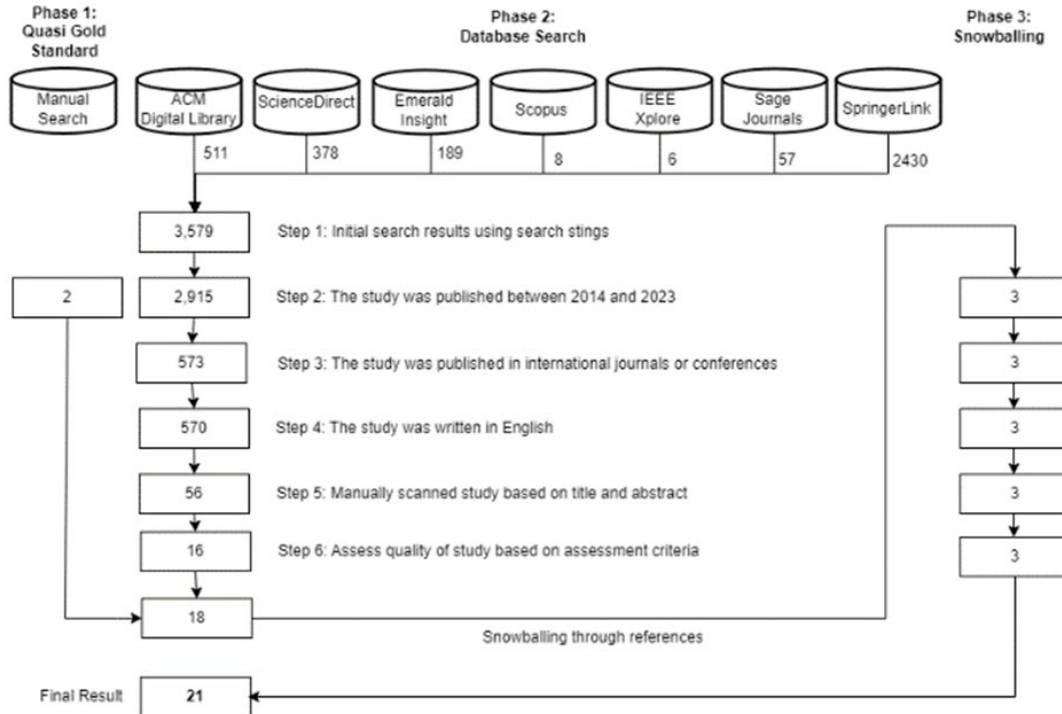 Phase 1:
Quasi Gold
Standard
Phase 2:
Database Search
Phase 3:
Snowballing
Manual
Search
ACM
Digital Library
ScienceDirect
Emerald
Insight
Scopus
IEEE
Xplore
Sage
Journals
SpringerLink
511
378
189
8
6
57
2430
3,579
Step 1: Initial search results using search stings
2
2,915
Step 2: The study was published between 2014 and 2023
3
573
Step 3: The study was published in international journals or conferences
3
570
Step 4: The study was written in English
3
56
Step 5: Manually scanned study based on title and abstract
3
16
Step 6: Assess quality of study based on assessment criteria
3
18
Snowballing through references
Final Result
21